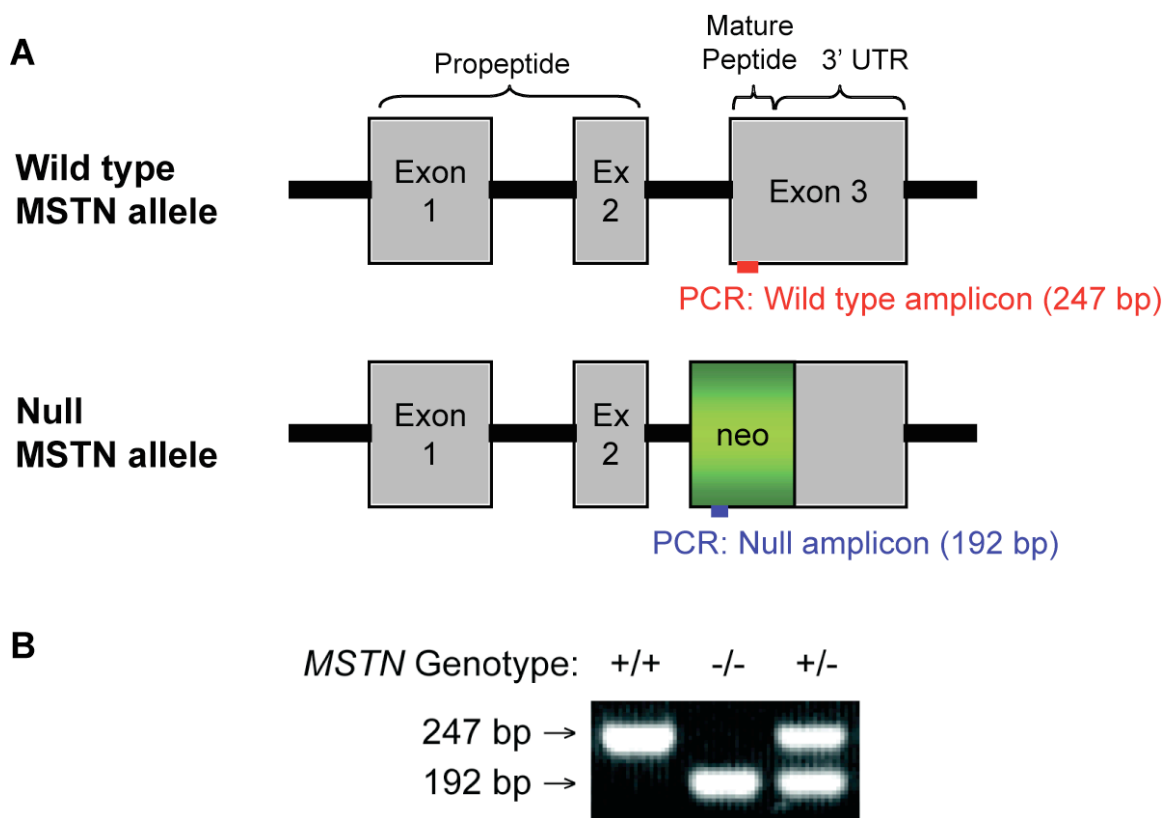 A
Propeptide
Mature
Peptide
3’ UTR
Wild type
MSTN allele
Exon
1
Ex
2
Exon 3
PCR: Wild type amplicon (247 bp)
Null
MSTN allele
Exon
1
Ex
2
neo
PCR: Null amplicon (192 bp)
B
MSTN Genotype: +/+ -/- +/-
247 bp →
192 bp →